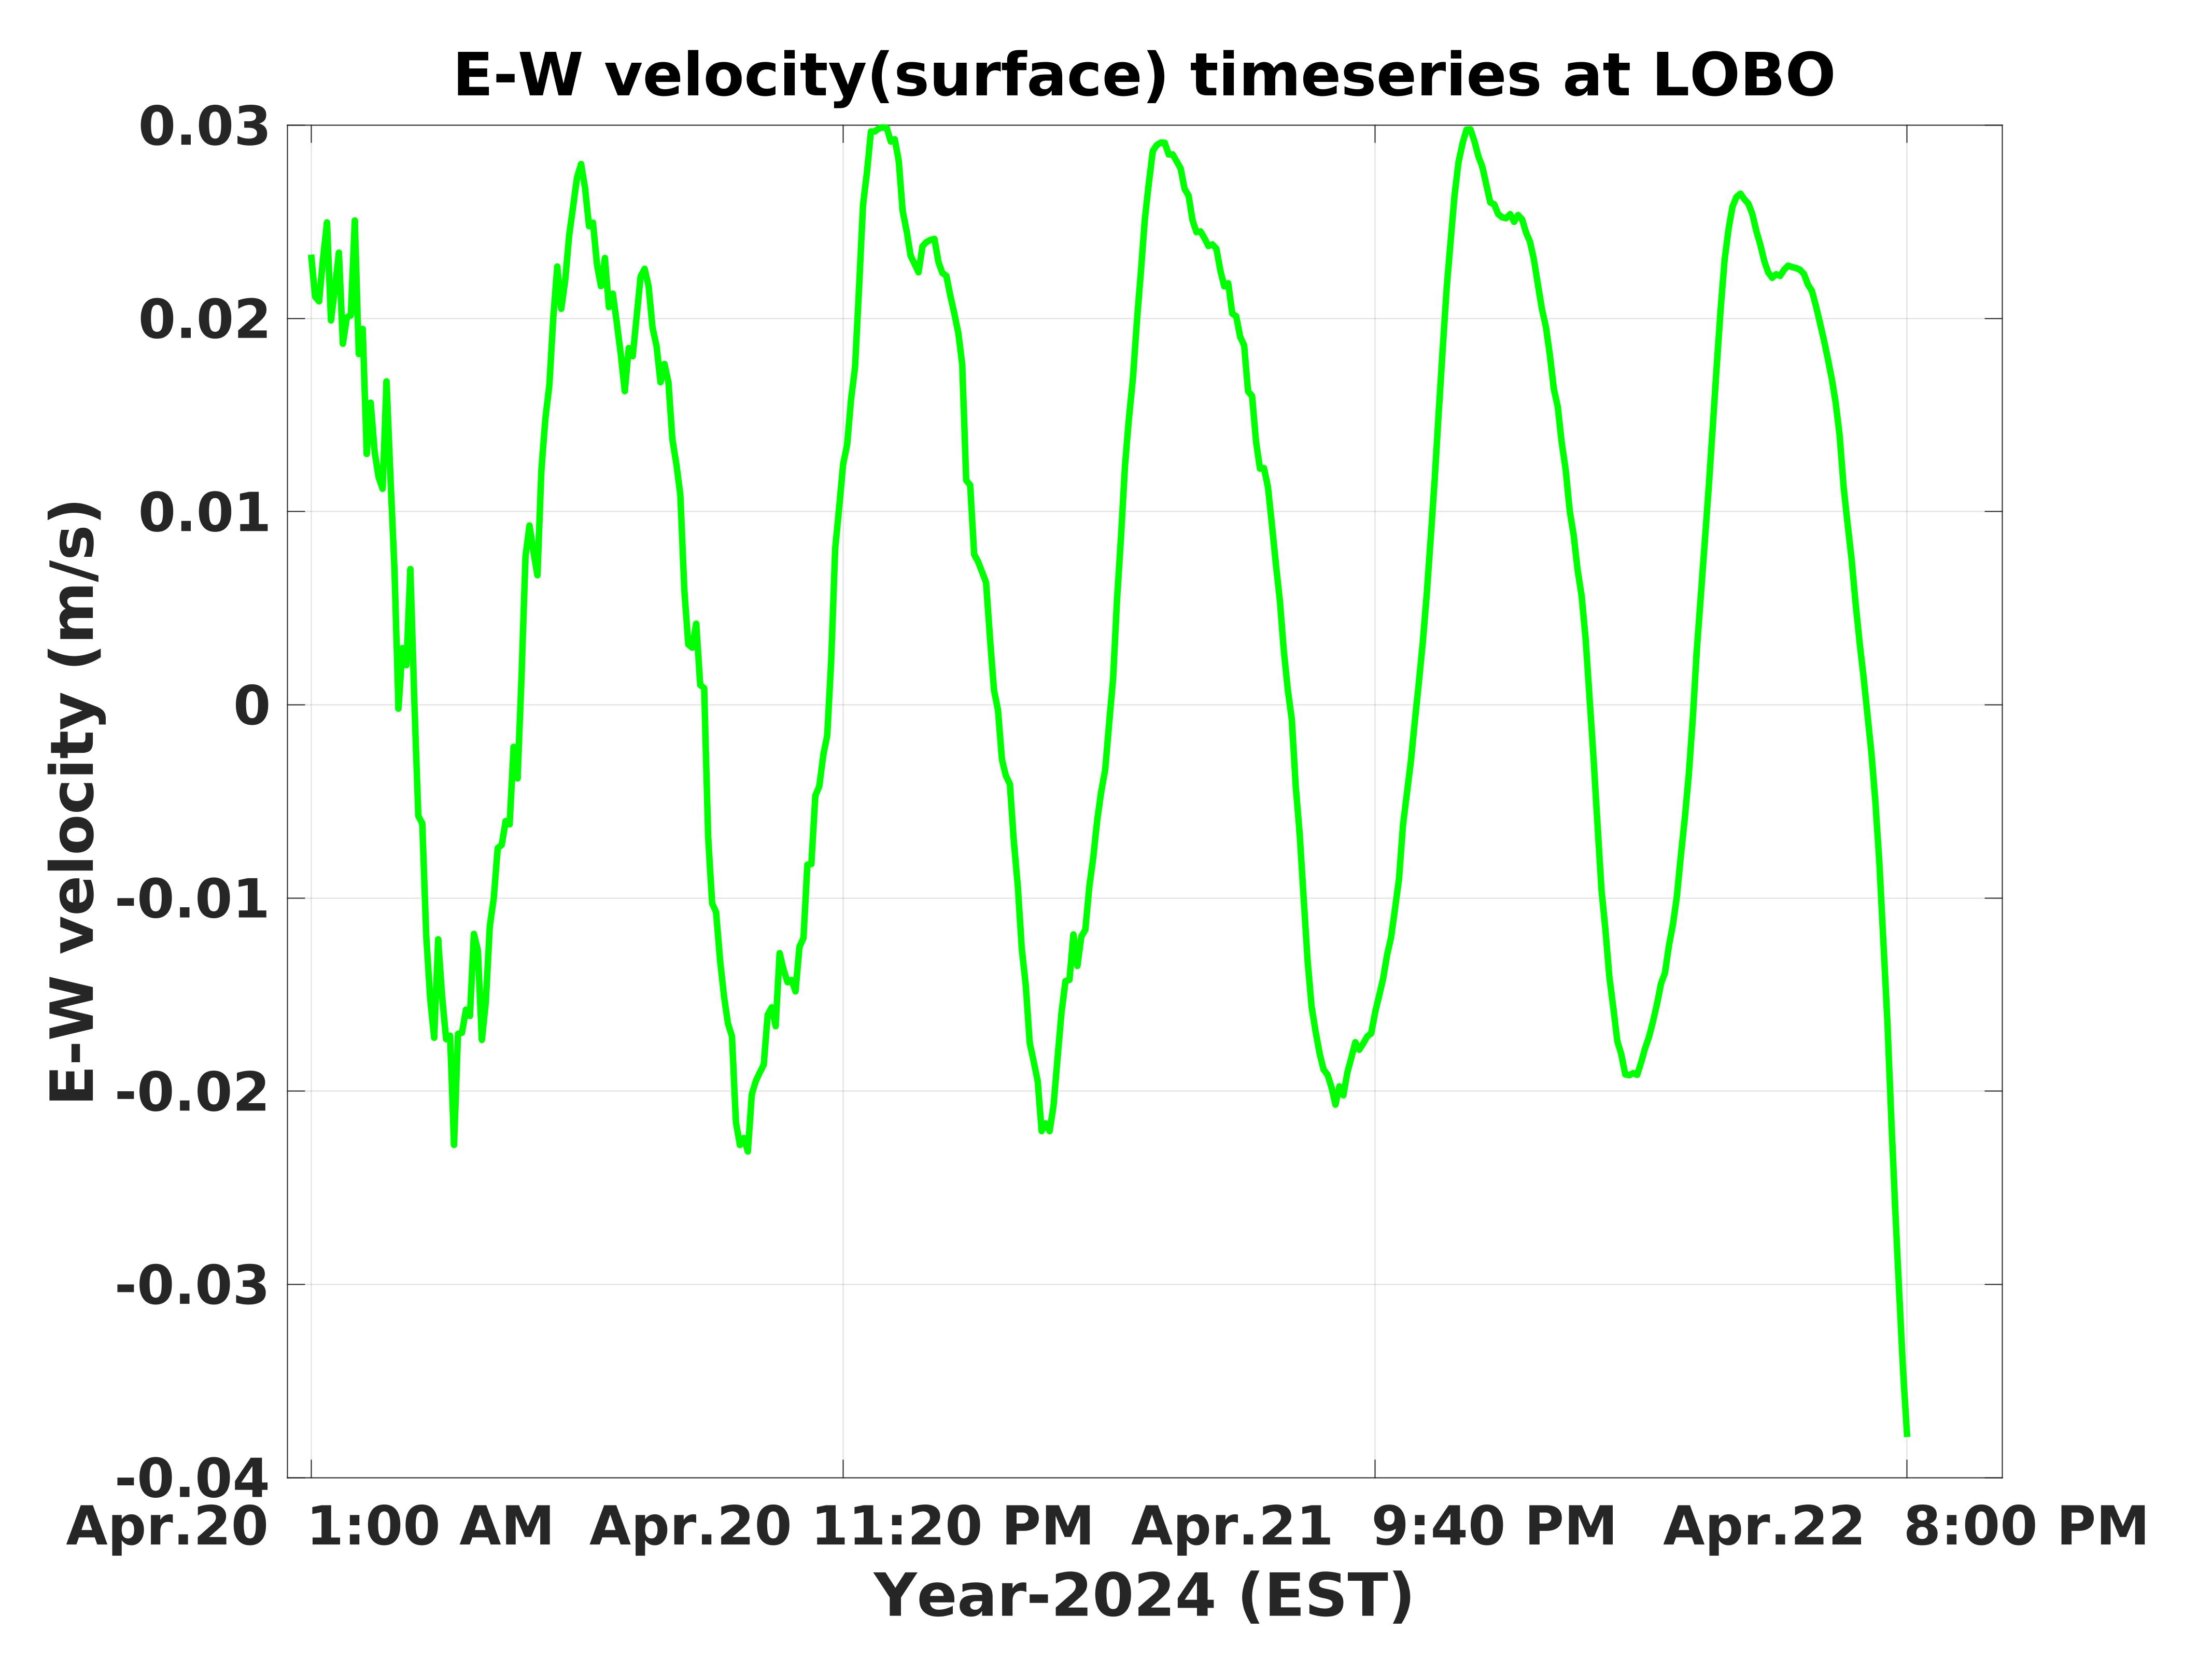 E-W velocity(surface) timeseries at LOBO
0.03
0.02
0.01
0
-0.01
-0.02
-0.03
-0.04
E-W velocity (m/s)
Apr.20 1:00 AM Apr.20 11:20 PM Apr.21 9:40 PM Apr.22 8:00 PM
Year-2024 (EST)